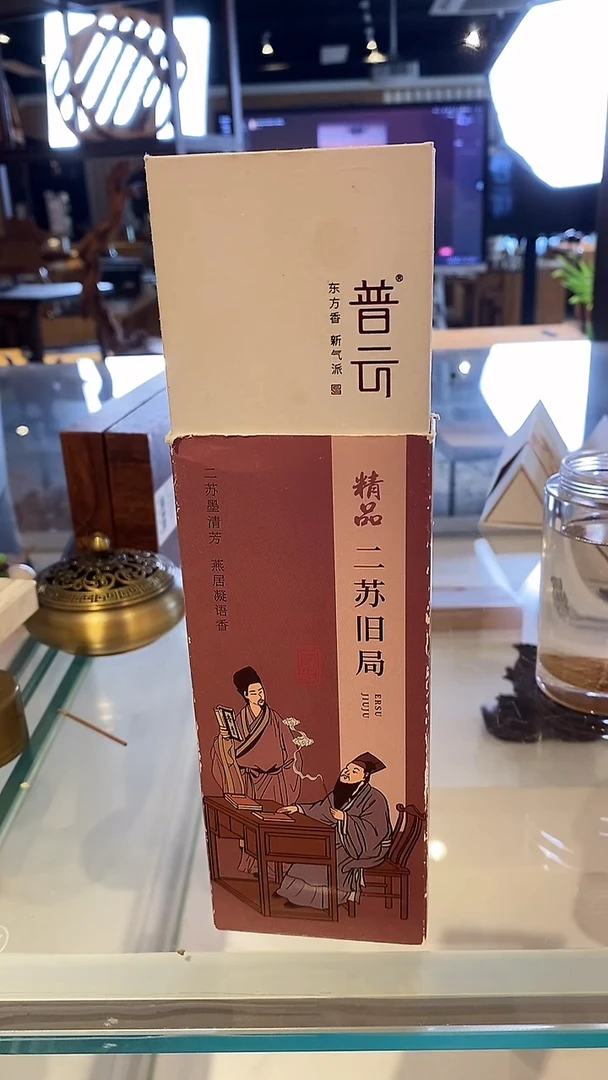 普云®
东方香 新气派
精品 二苏旧局
ERSU
JIUJU
二苏墨清芳 燕居凝语香